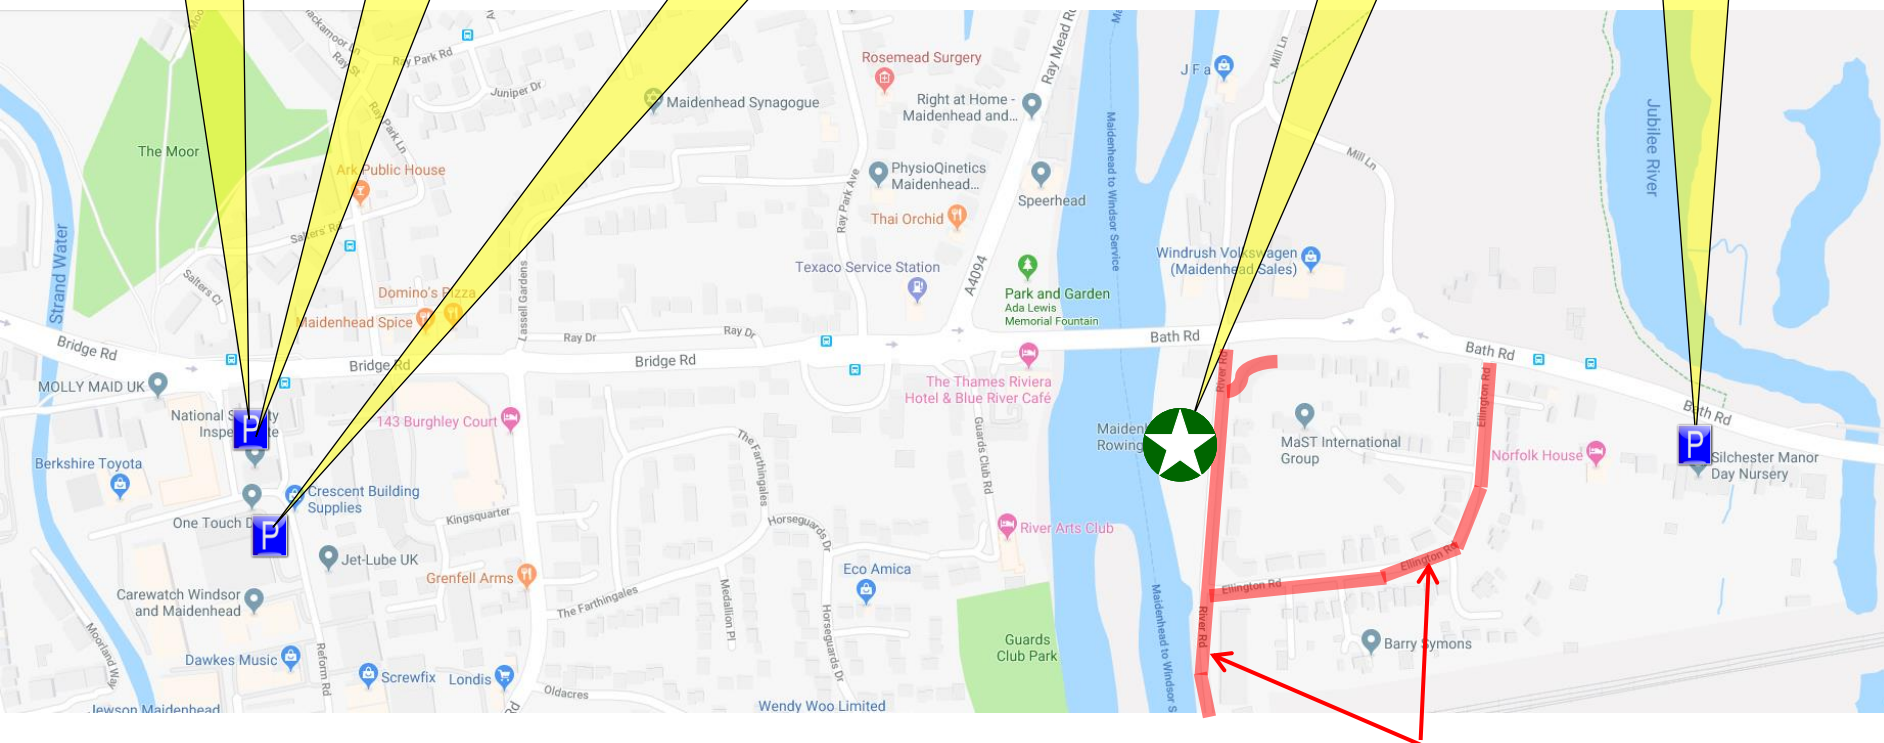 Ray Park Rd
Ray St
Juniper Dr
Ray Park Ln
The Moor
Ark Public House
Maidenhead Synagogue
Rosemead Surgery
Right at Home -
Maidenhead and...
Ray Mead Rd
J F a
Mill Ln
Mill Ln
Jubilee River
PhysioQinetics
Maidenhead...
Speerhead
Thai Orchid
Ray Park Ave
Maidenhead to Windsor Service
Salters' Rd
Salters Cl
Strand Water
Domino's Pizza
Maidenhead Spice
Lassell Gardens
Texaco Service Station
A4094
Park and Garden
Ada Lewis
Memorial Fountain
Windrush Volkswagen
(Maidenhead Sales)
Bridge Rd
Bridge Rd
Bridge Rd
Ray Dr
Ray Dr
Bath Rd
Bath Rd
Bath Rd
MOLLY MAID UK
National
P
143 Burghley Court
The Thames Riviera
Hotel & Blue River Café
River Rd
Ellington Rd
Guards Club Rd
Rowing
MaST International
Group
Norfolk House
P
Silchester Manor
Day Nursery
Berkshire Toyota
The Farthingales
Crescent Building
Supplies
One Touch
P
Kingsquarter
Horseguards Dr
River Arts Club
Jet-Lube UK
Grenfell Arms
Eco Amica
Ellington Rd
Ellington Rd
Carewatch Windsor
and Maidenhead
The Farthingales
Medallion Pl
Horseguards Dr
Maidenhead to Windsor S
River Rd
Guards
Club Park
Barry Symons
Moorland Way
Dawkes Music
Reform Rd
Screwfix
Londis
Oldacres
Rd
Jewson Maidenhead
Wendy Woo Limited